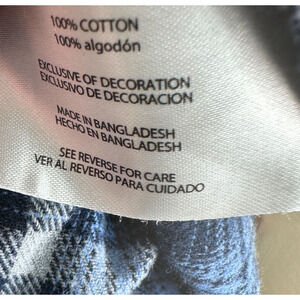 100% COTTON
100% algodón
EXCLUSIVE OF DECORATION
EXCLUSIVO DE DECORACION
MADE IN BANGLADESH
HECHO EN BANGLADESH
SEE REVERSE FOR CARE
VER AL REVERSO PARA CUIDADO